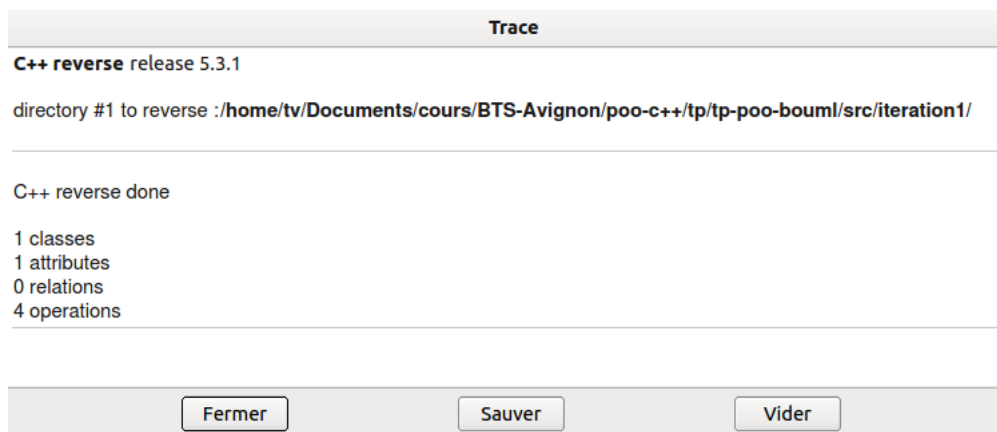 Trace
C++ reverse release 5.3.1
directory #1 to reverse :/home/tv/Documents/cours/BTS-Avignon/poo-c++/tp/tp-poo-bouml/src/iteration1/
C++ reverse done
1 classes
1 attributes
0 relations
4 operations
Fermer Sauver Vider